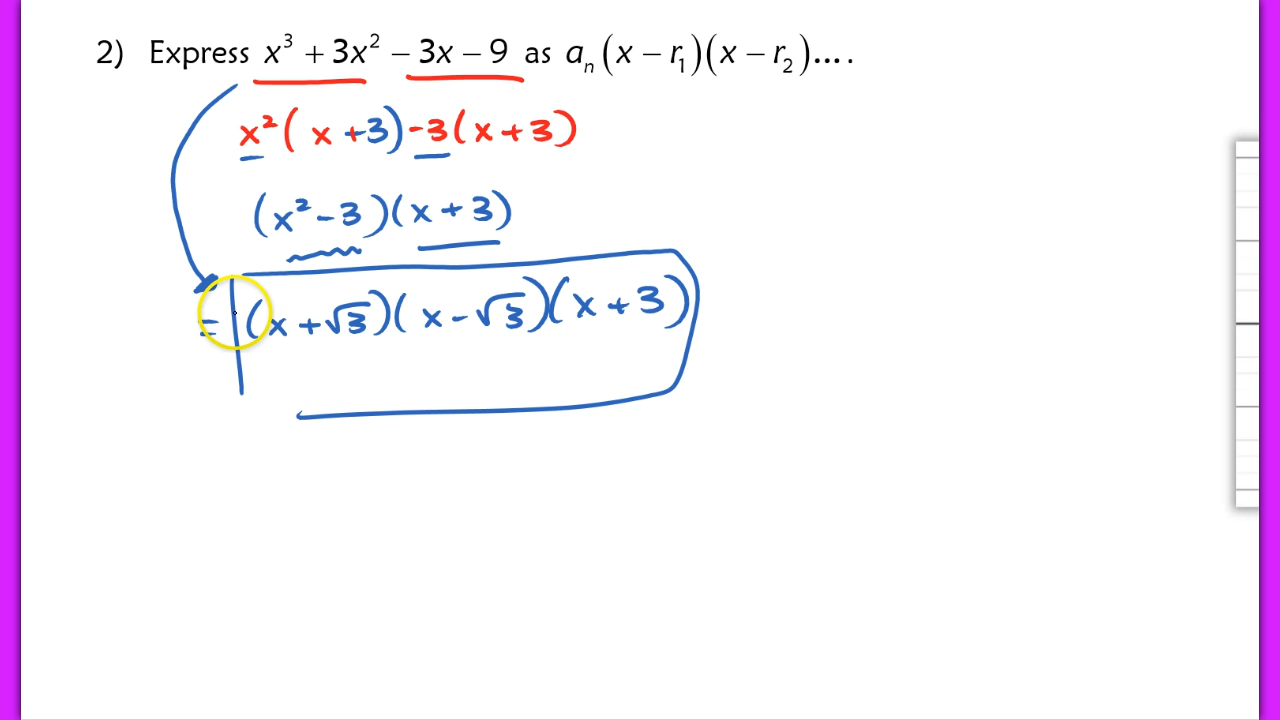 2) Express x³ + 3x² − 3x − 9 as aₙ(x − r₁)(x − r₂)... .
x²(x+3)-3(x+3)
(x²-3)(x+3)
= (x+√3)(x-√3)(x+3)